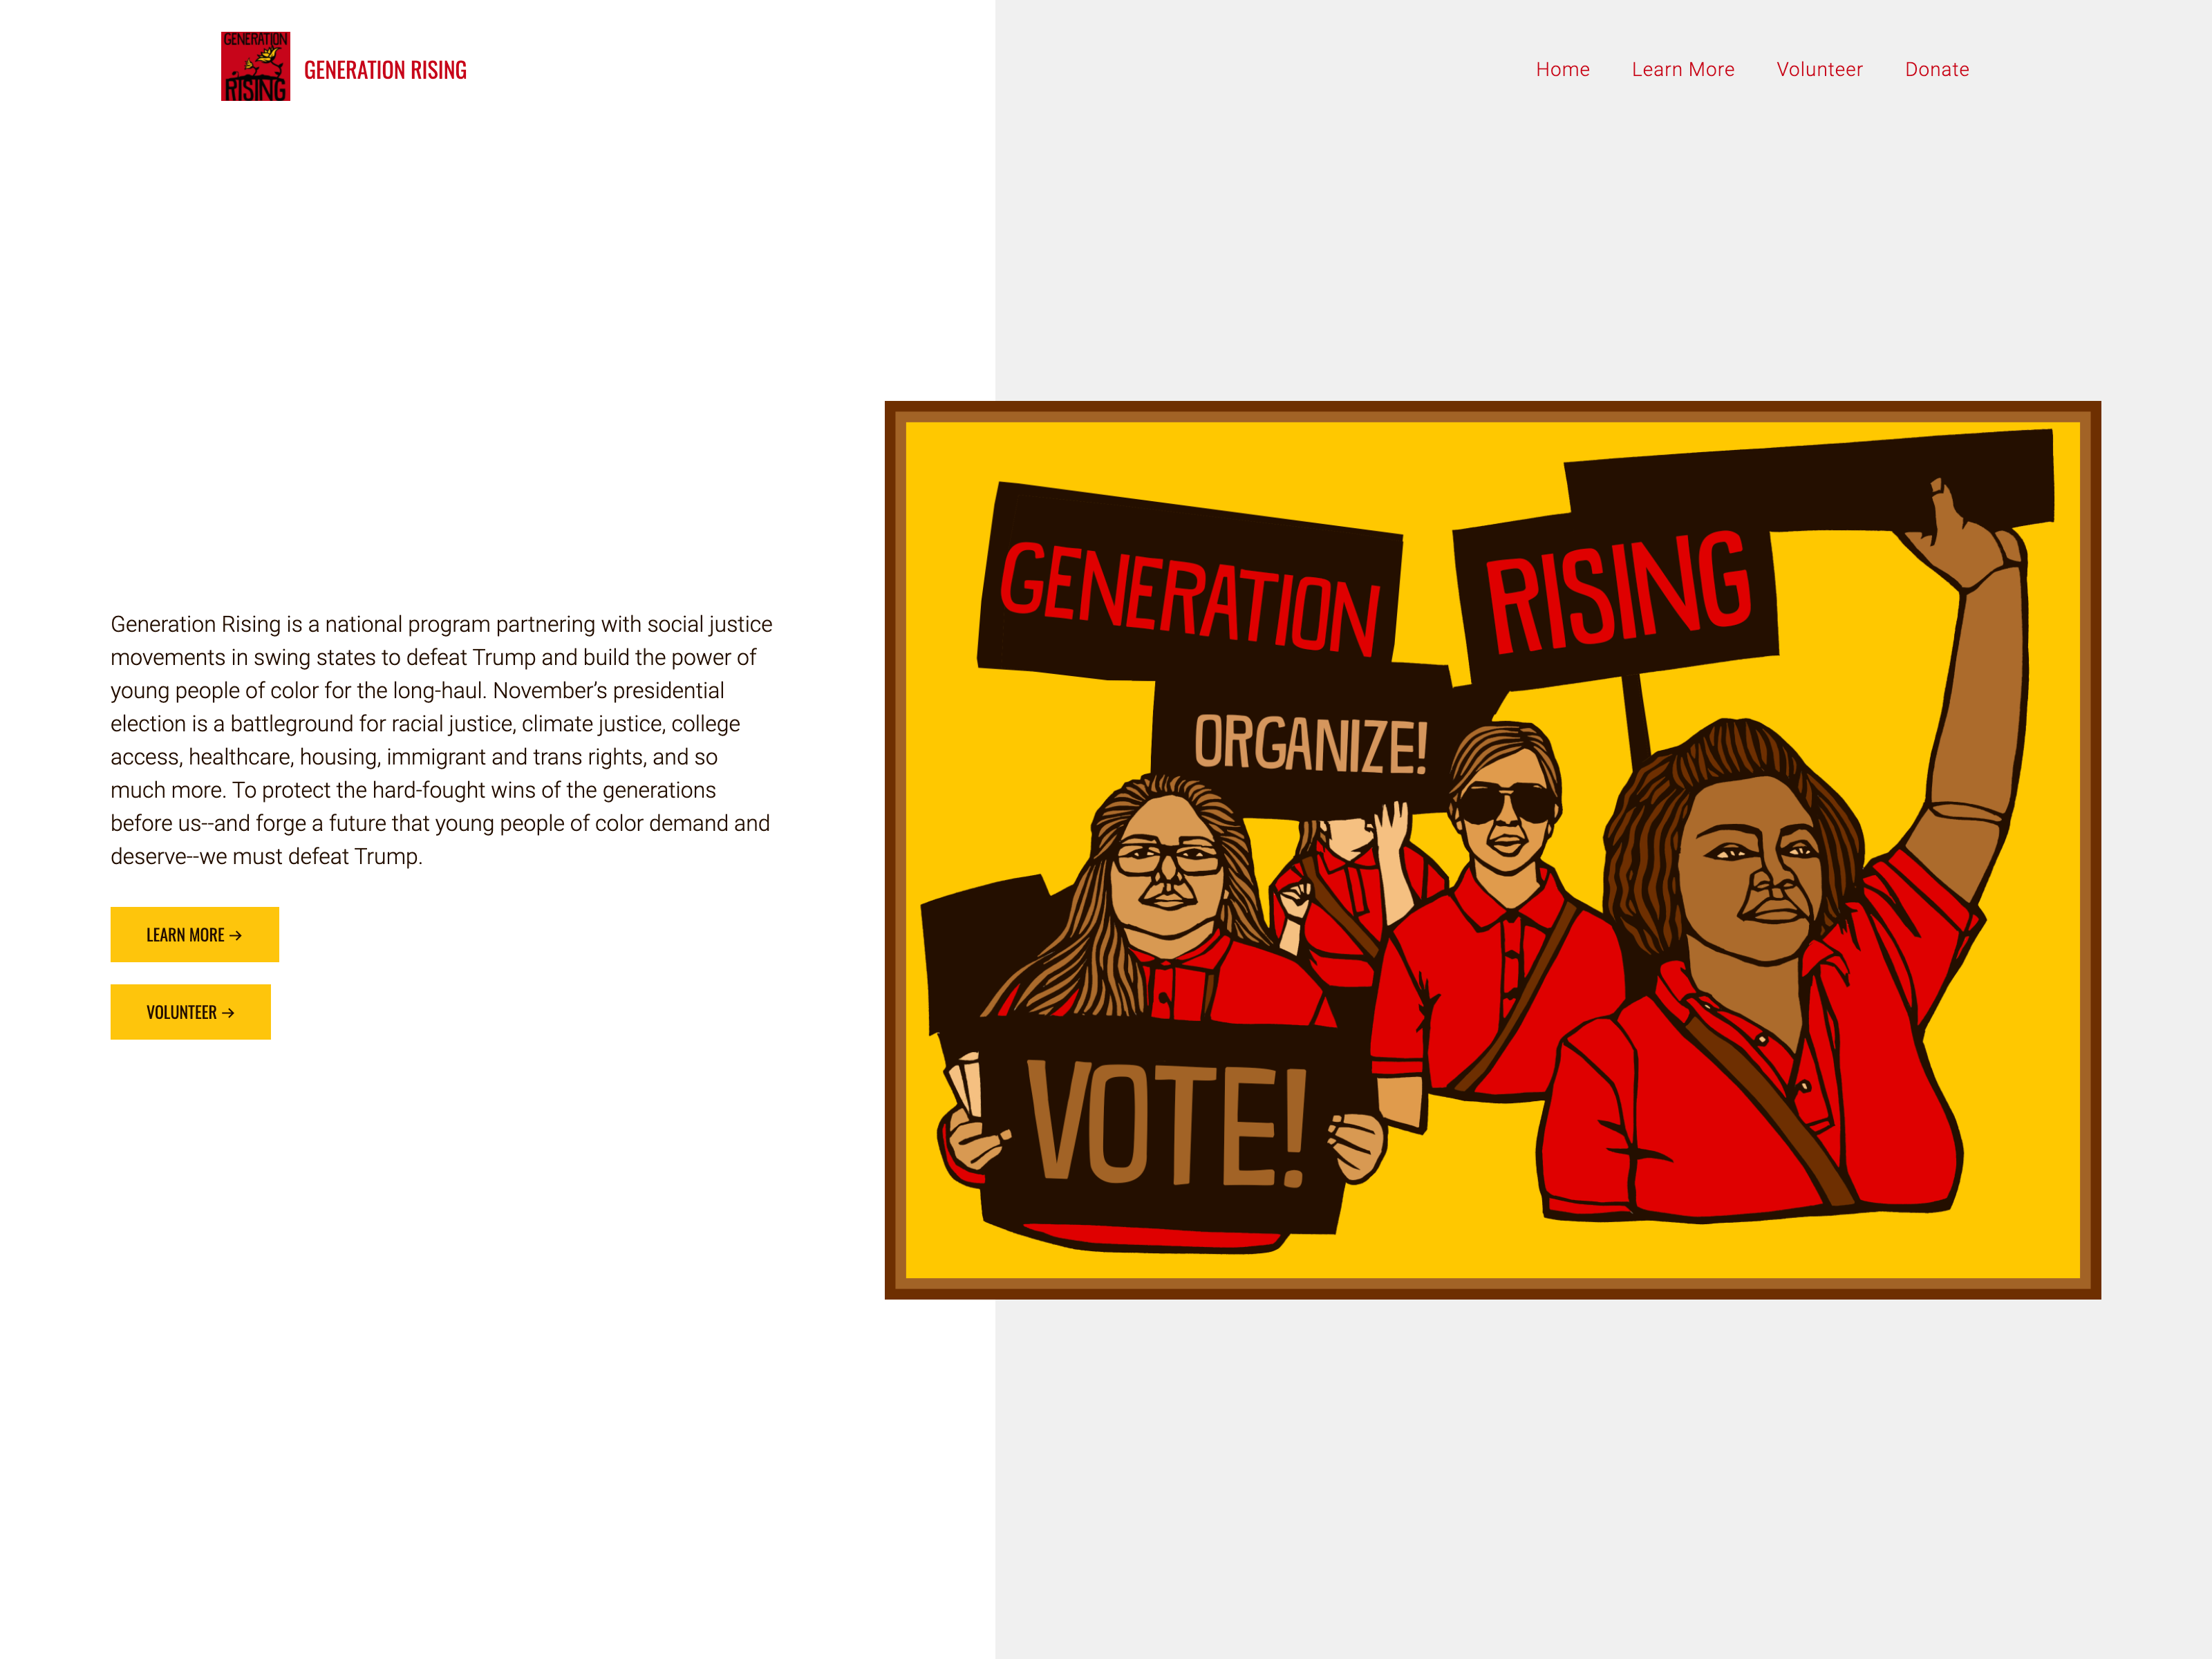 GENERATION
RISING
GENERATION RISING
Home
Learn More
Volunteer
Donate
Generation Rising is a national program partnering with social justice
movements in swing states to defeat Trump and build the power of
young people of color for the long-haul. November’s presidential
election is a battleground for racial justice, climate justice, college
access, healthcare, housing, immigrant and trans rights, and so
much more. To protect the hard-fought wins of the generations
before us--and forge a future that young people of color demand and
deserve--we must defeat Trump.
LEARN MORE →
VOLUNTEER →
GENERATION
RISING
ORGANIZE!
VOTE!